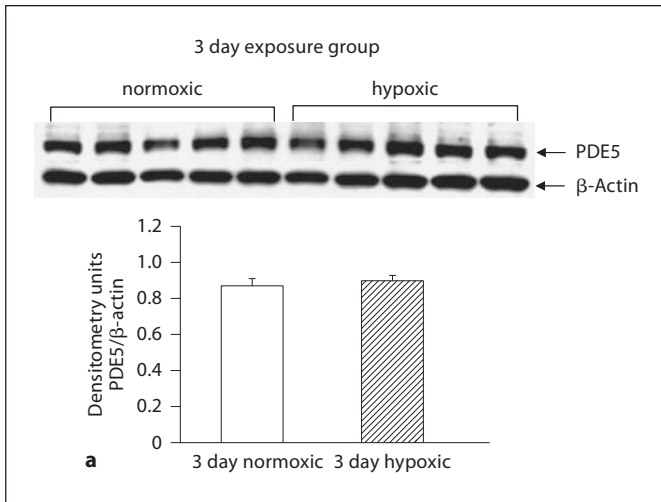 3 day exposure group
normoxic hypoxic
PDE5
β-Actin
Densitometry units
PDE5/β-actin
1.2
1.0
0.8
0.6
0.4
0.2
0
a
3 day normoxic 3 day hypoxic